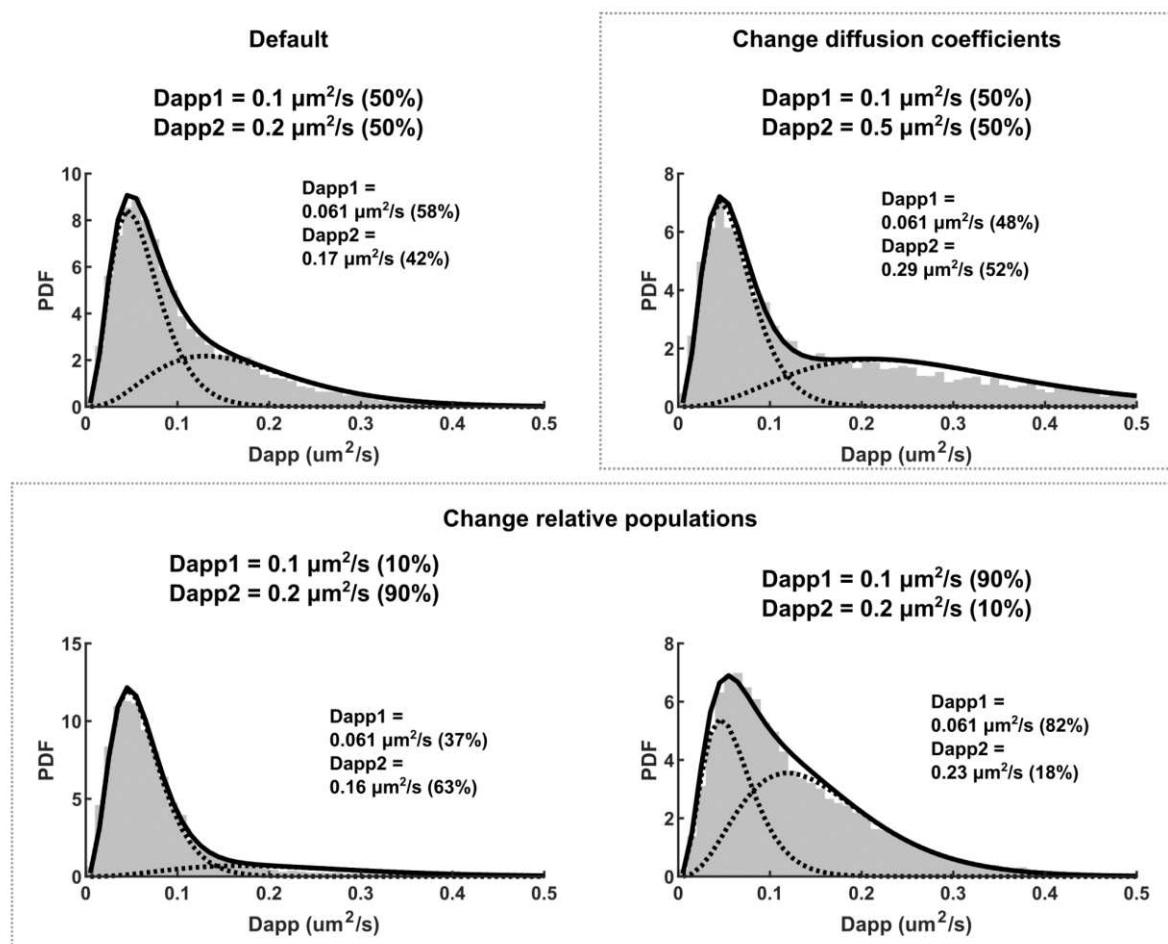 Default
Dapp1 = 0.1 µm²/s (50%)
Dapp2 = 0.2 µm²/s (50%)
10
8
6
4
2
0
PDF
Dapp1 =
0.061 µm²/s (58%)
Dapp2 =
0.17 µm²/s (42%)
0 0.1 0.2 0.3 0.4 0.5
Dapp (um²/s)
Change diffusion coefficients
Dapp1 = 0.1 µm²/s (50%)
Dapp2 = 0.5 µm²/s (50%)
8
6
4
2
0
PDF
Dapp1 =
0.061 µm²/s (48%)
Dapp2 =
0.29 µm²/s (52%)
0 0.1 0.2 0.3 0.4 0.5
Dapp (um²/s)
Change relative populations
Dapp1 = 0.1 µm²/s (10%)
Dapp2 = 0.2 µm²/s (90%)
15
10
5
0
PDF
Dapp1 =
0.061 µm²/s (37%)
Dapp2 =
0.16 µm²/s (63%)
0 0.1 0.2 0.3 0.4 0.5
Dapp (um²/s)
Dapp1 = 0.1 µm²/s (90%)
Dapp2 = 0.2 µm²/s (10%)
8
6
4
2
0
PDF
Dapp1 =
0.061 µm²/s (82%)
Dapp2 =
0.23 µm²/s (18%)
0 0.1 0.2 0.3 0.4 0.5
Dapp (um²/s)